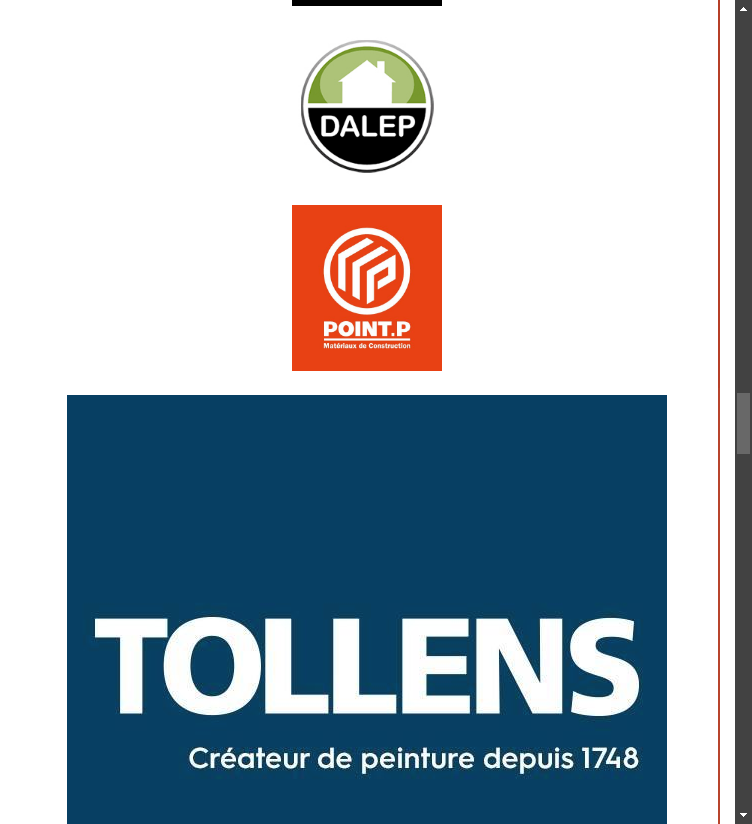 DALEP
POINT.P
Matériaux de Construction
TOLLENS
Créateur de peinture depuis 1748